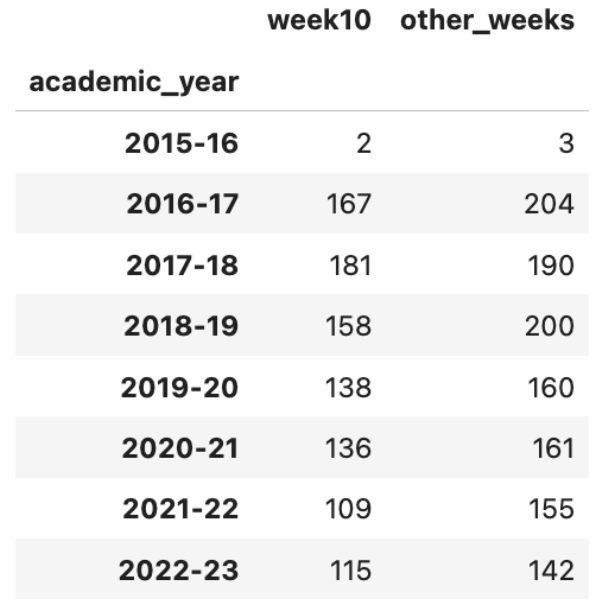 week10 other_weeks
academic_year
2015-16 2 3
2016-17 167 204
2017-18 181 190
2018-19 158 200
2019-20 138 160
2020-21 136 161
2021-22 109 155
2022-23 115 142